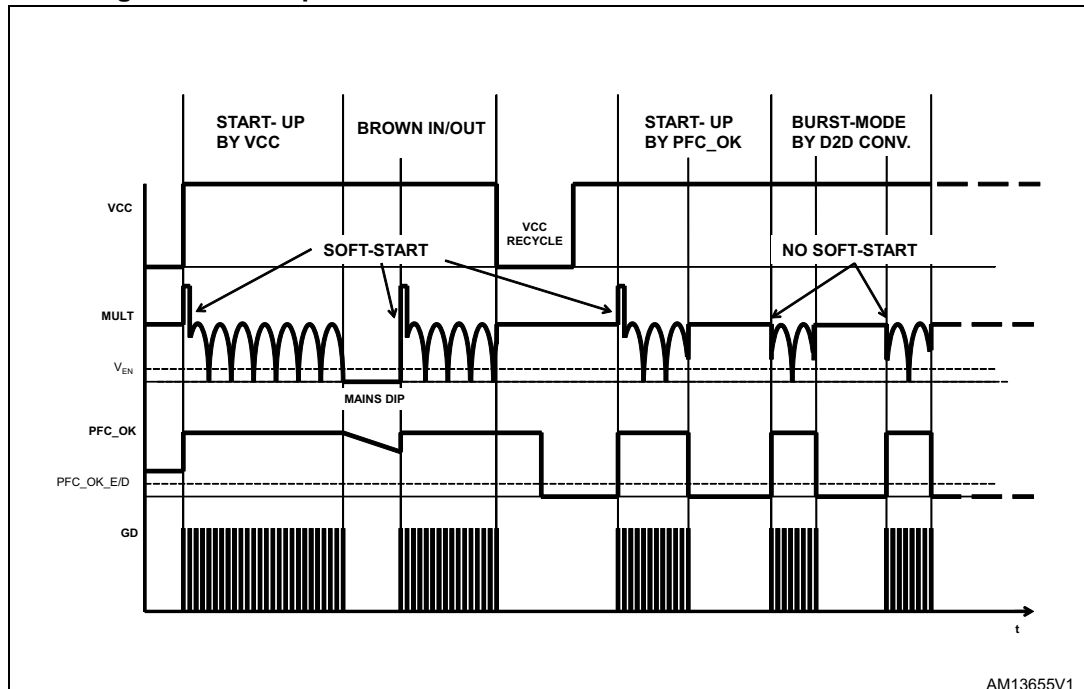 START- UP
BY VCC
BROWN IN/OUT
START- UP
BY PFC_OK
BURST-MODE
BY D2D CONV.
VCC
VCC
RECYCLE
SOFT-START
NO SOFT-START
MULT
VEN
MAINS DIP
PFC_OK
PFC_OK_E/D
GD
t
AM13655V1